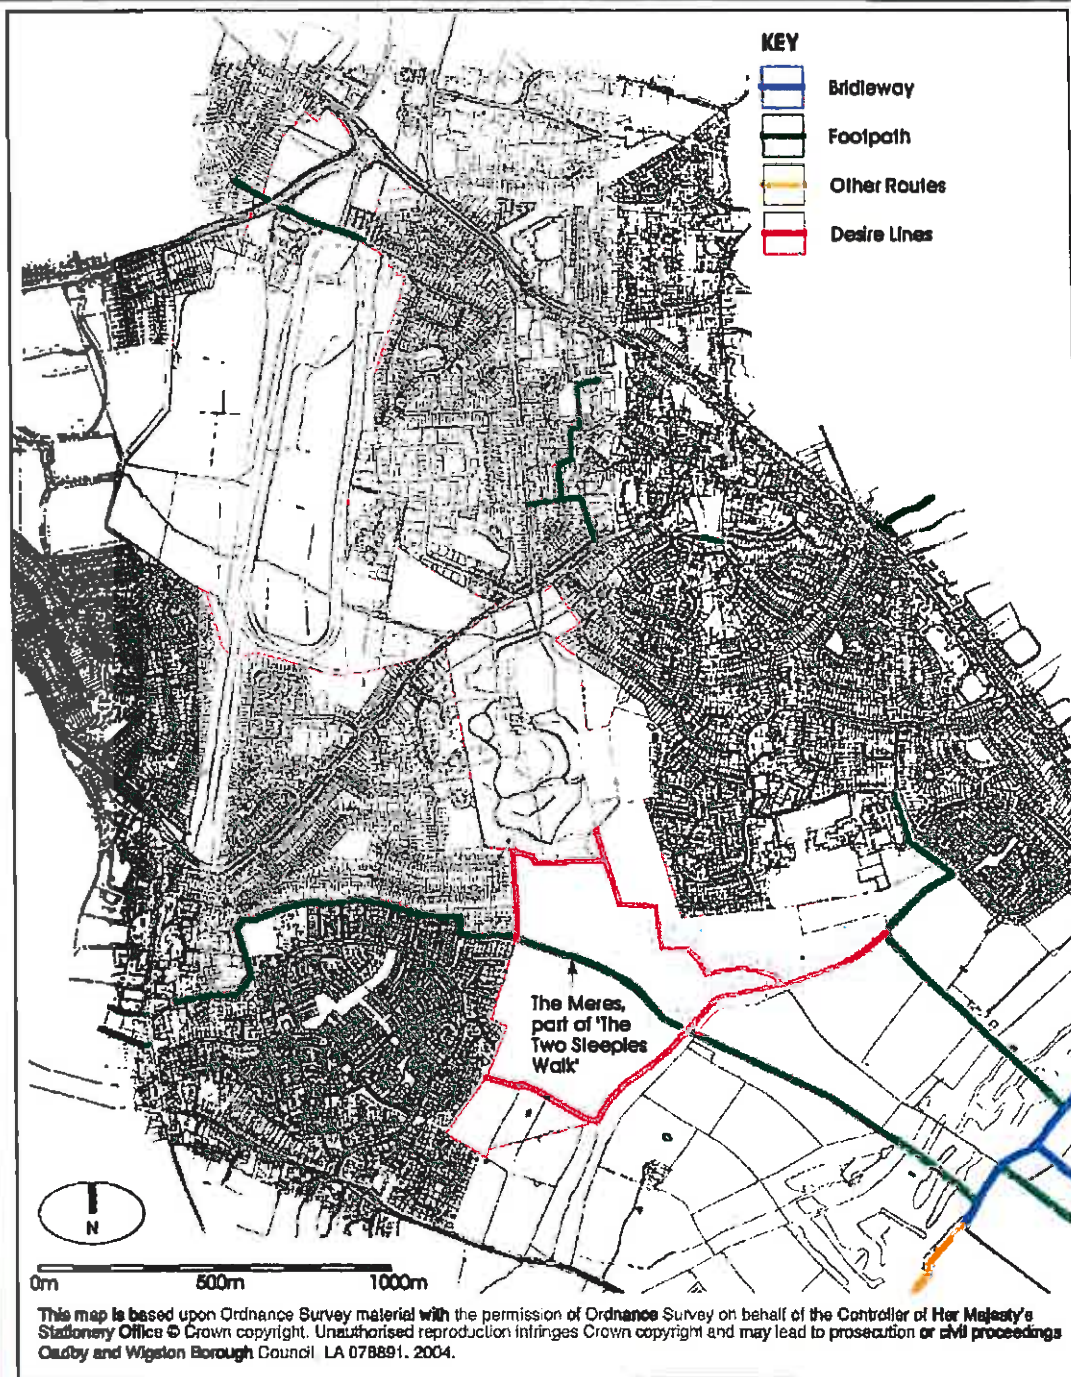 KEY
Bridleway
Footpath
Other Routes
Desire Lines
The Meres,
part of 'The
Two Steeples
Walk'
N
0m 500m 1000m
This map is based upon Ordnance Survey material with the permission of Ordnance Survey on behalf of the Controller of Her Majesty's
Stationery Office © Crown copyright. Unauthorised reproduction infringes Crown copyright and may lead to prosecution or civil proceedings
Oadby and Wigston Borough Council LA 078891. 2004.